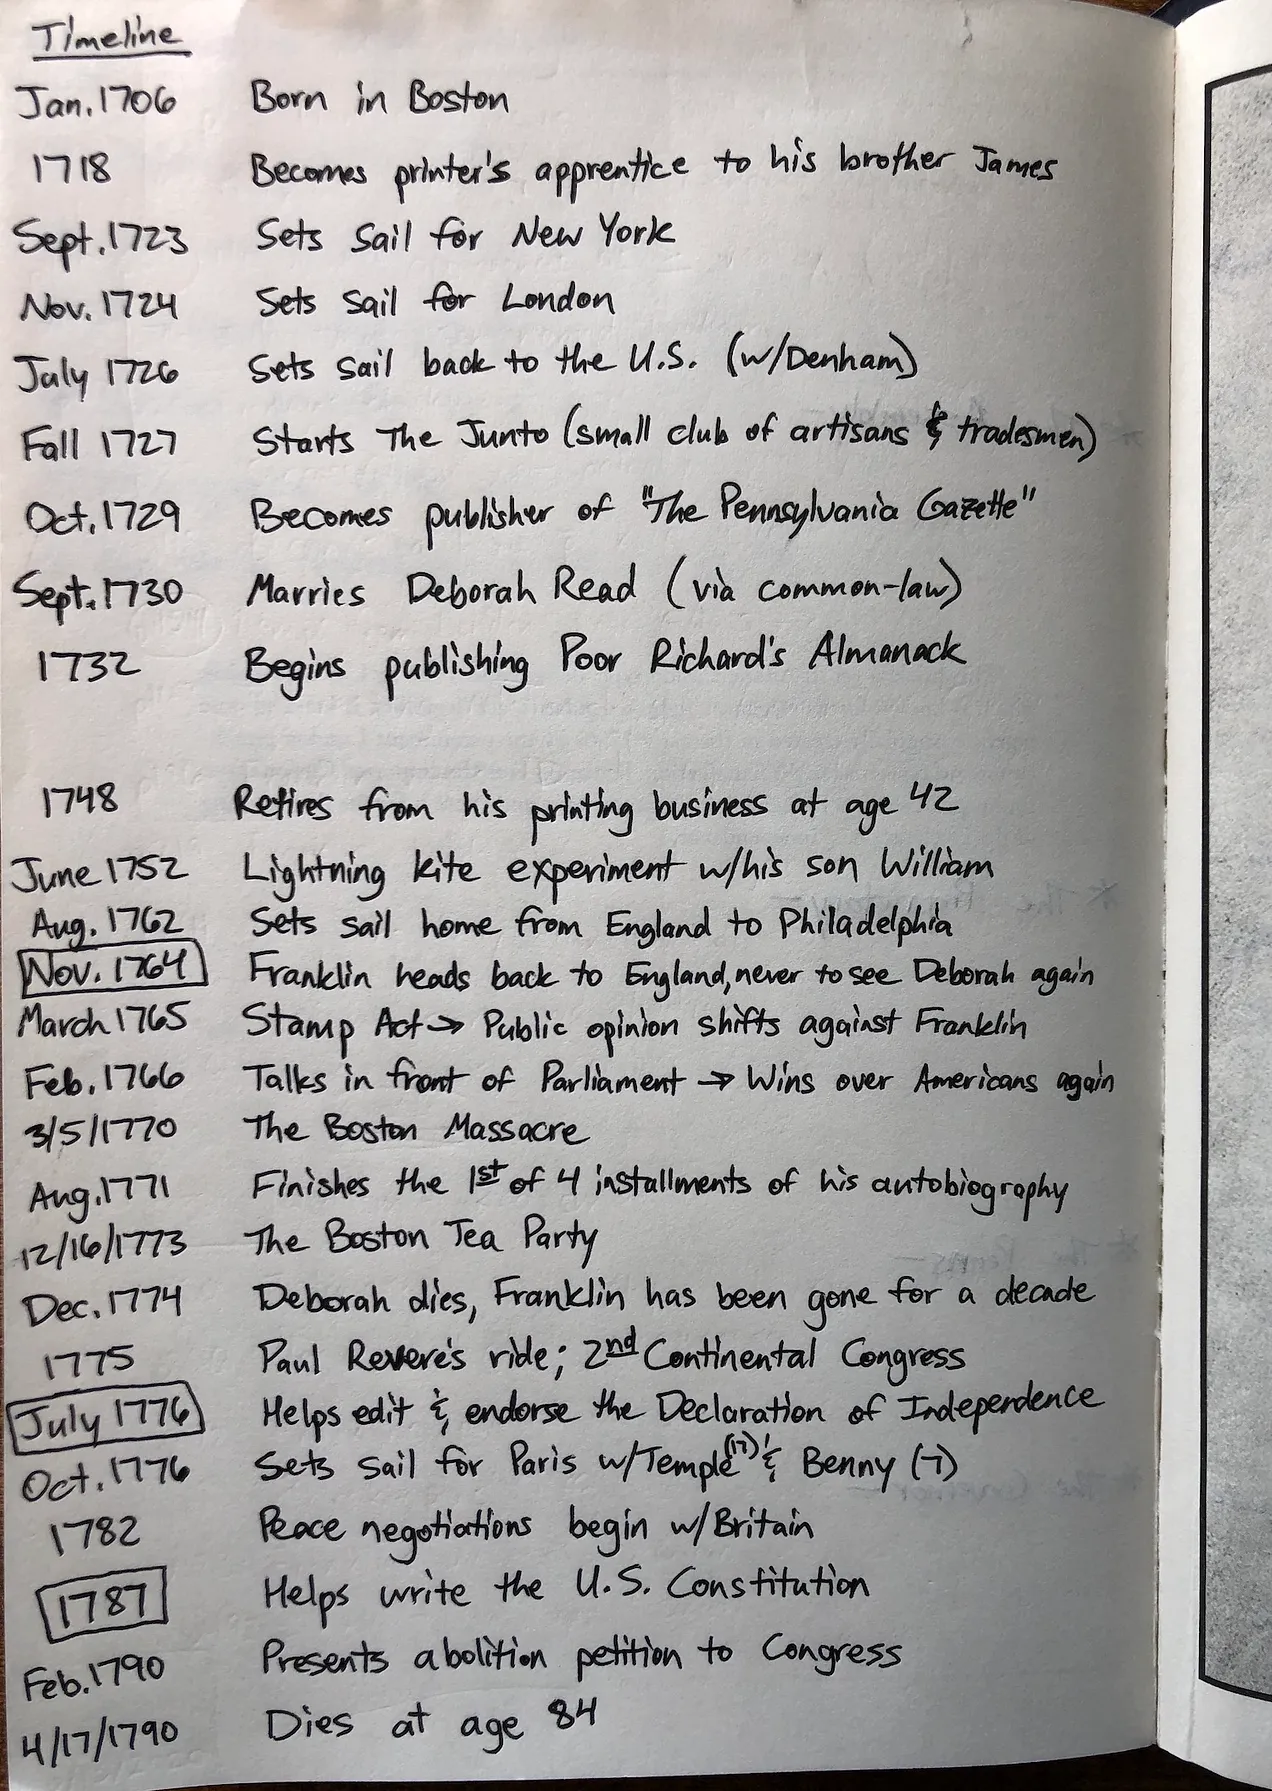 Timeline
Jan. 1706 Born in Boston
1718 Becomes printer's apprentice to his brother James
Sept. 1723 Sets sail for New York
Nov. 1724 Sets sail for London
July 1726 Sets sail back to the U.S. (w/Denham)
Fall 1727 Starts The Junto (small club of artisans & tradesmen)
Oct. 1729 Becomes publisher of "The Pennsylvania Gazette"
Sept. 1730 Marries Deborah Read (via common-law)
1732 Begins publishing Poor Richard's Almanack
1748 Retires from his printing business at age 42
June 1752 Lightning kite experiment w/his son William
Aug. 1762 Sets sail home from England to Philadelphia
Nov. 1764 Franklin heads back to England, never to see Deborah again
March 1765 Stamp Act → Public opinion shifts against Franklin
Feb. 1766 Talks in front of Parliament → Wins over Americans again
3/5/1770 The Boston Massacre
Aug. 1771 Finishes the 1st of 4 installments of his autobiography
12/16/1773 The Boston Tea Party
Dec. 1774 Deborah dies, Franklin has been gone for a decade
1775 Paul Revere's ride; 2nd Continental Congress
July 1776 Helps edit & endorse the Declaration of Independence
Oct. 1776 Sets sail for Paris w/Temple (17) & Benny (7)
1782 Peace negotiations begin w/Britain
1787 Helps write the U.S. Constitution
Feb. 1790 Presents abolition petition to Congress
4/17/1790 Dies at age 84